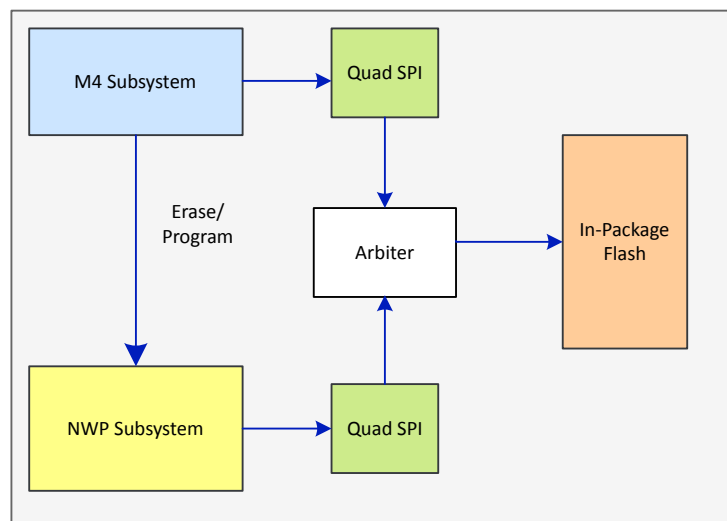 M4 Subsystem
Quad SPI
Erase/
Program
Arbiter
In-Package
Flash
NWP Subsystem
Quad SPI